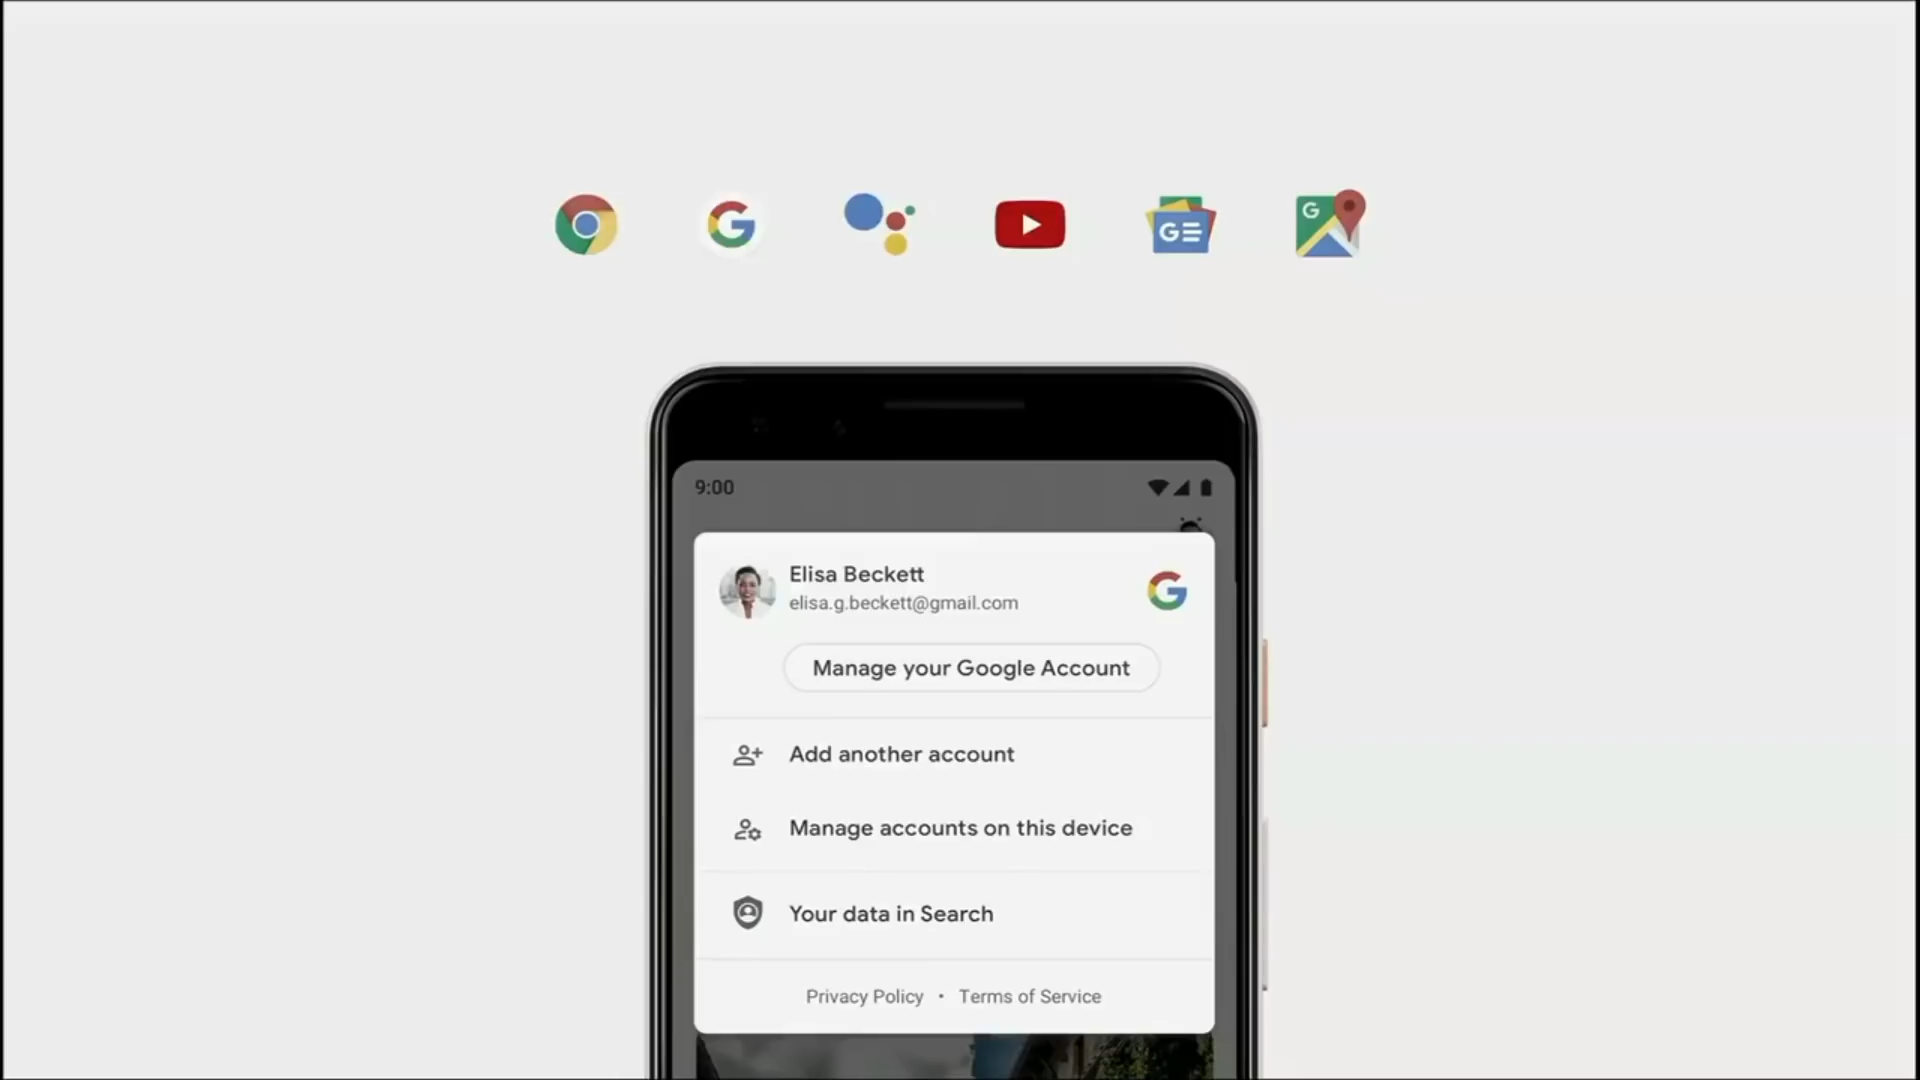 G
GE
G
9:00
Elisa Beckett
elisa.g.beckett@gmail.com
G
Manage your Google Account
Add another account
Manage accounts on this device
Your data in Search
Privacy Policy • Terms of Service